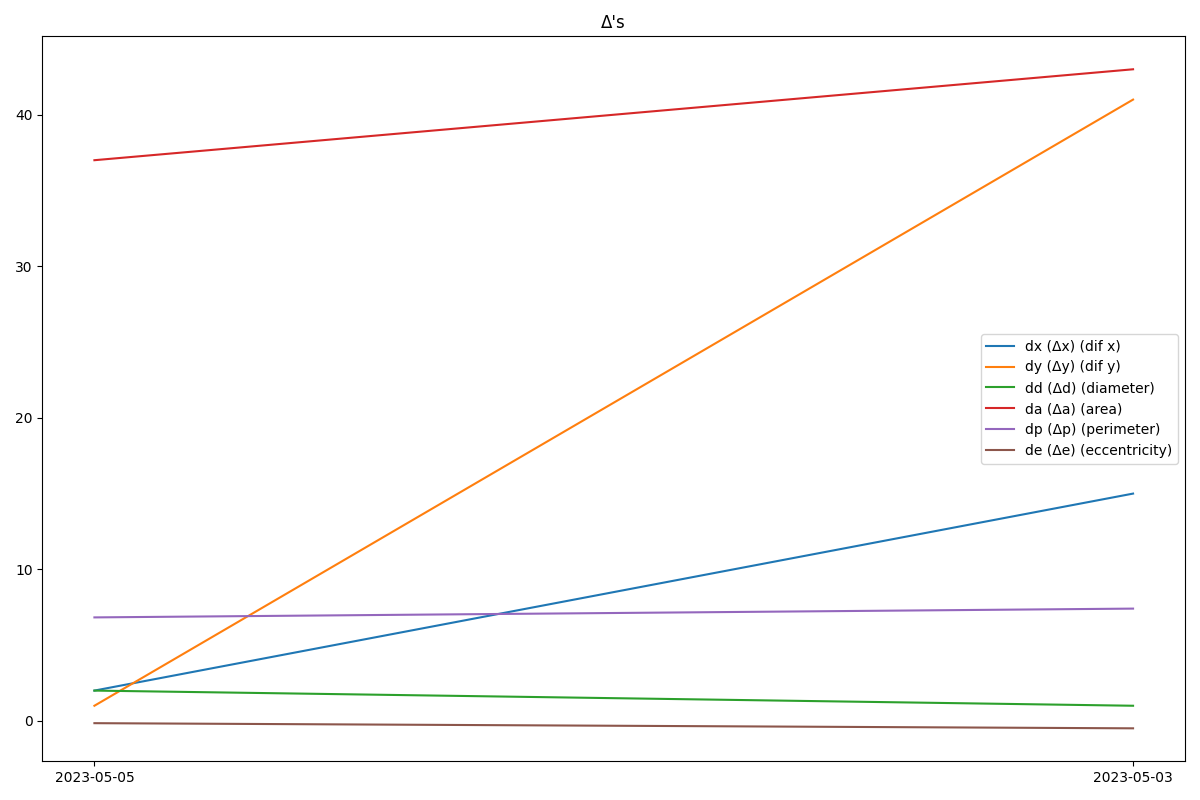 Δ's
40
30
20
10
0
dx (Δx) (dif x)
dy (Δy) (dif y)
dd (Δd) (diameter)
da (Δa) (area)
dp (Δp) (perimeter)
de (Δe) (eccentricity)
2023-05-05
2023-05-03